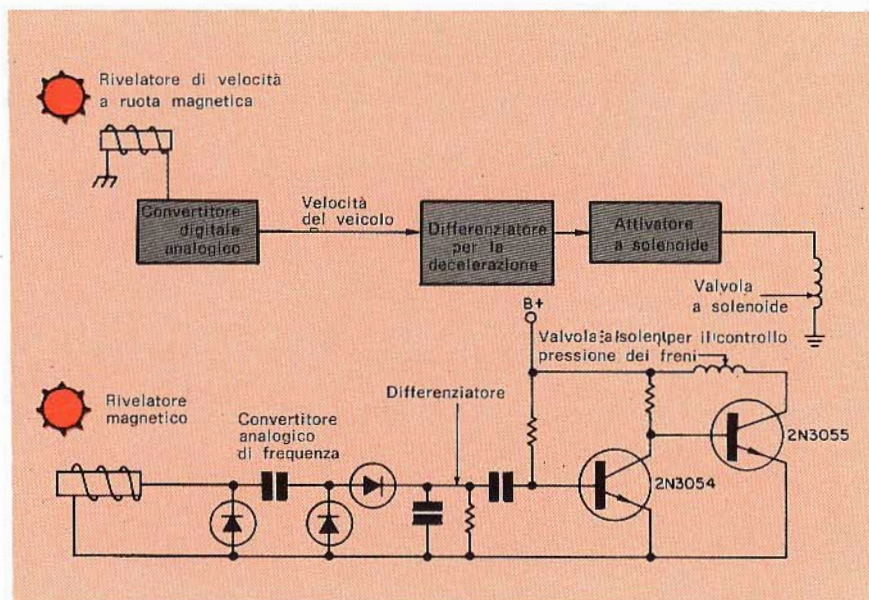 Rivelatore di velocità
a ruota magnetica
Convertitore
digitale
analogico
Velocità
del veicolo
Differenziatore
per la
decelerazione
Attivatore
a solenoide
Valvola
a solenoide
B+
Valvola a per il controllo
pressione dei freni
Rivelatore
magnetico
Convertitore
analogico
di frequenza
Differenziatore
2N3054
2N3055